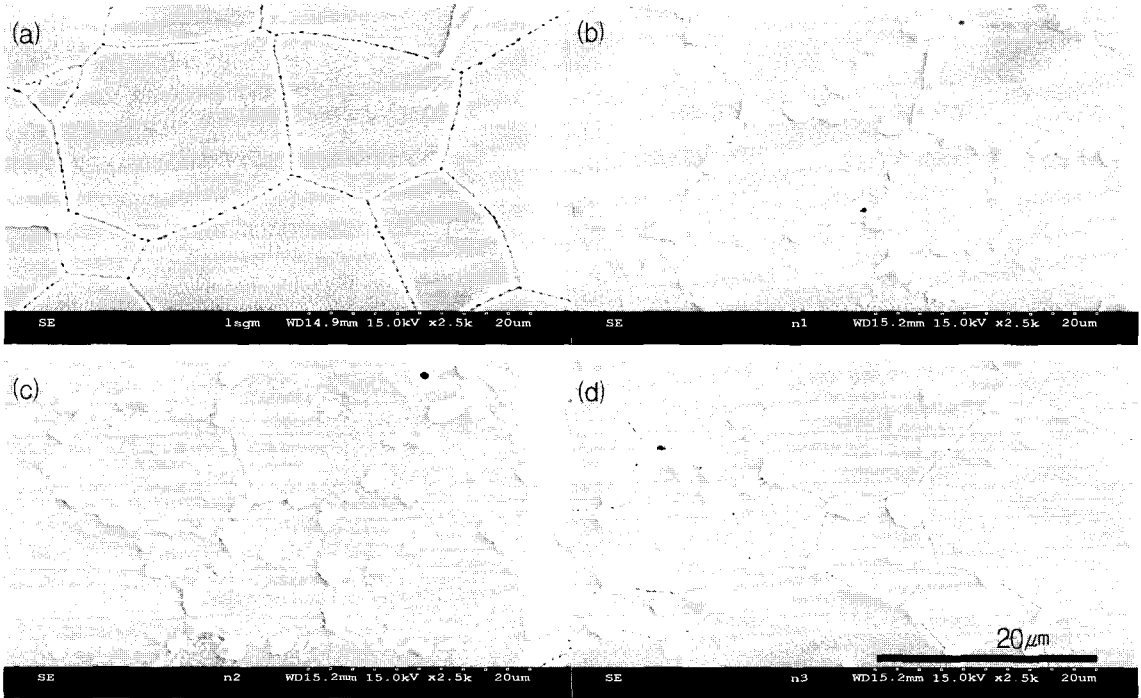 (a)
(b)
SE 1sgm WD14.9mm 15.0kV x2.5k 20um
SE n1 WD15.2mm 15.0kV x2.5k 20um
(c)
(d)
20μm
SE n2 WD15.2mm 15.0kV x2.5k 20um
SE n3 WD15.2mm 15.0kV x2.5k 20um